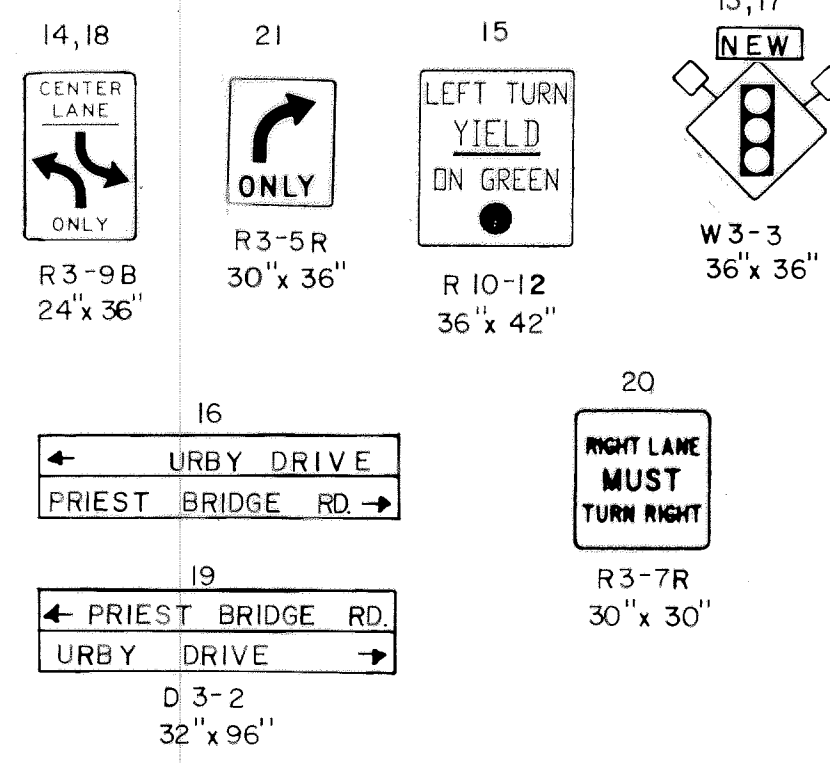 14,18
CENTER
LANE
ONLY
R3-9B
24"x 36"
21
ONLY
R3-5R
30"x 36"
15
LEFT TURN
YIELD
ON GREEN
R 10-12
36"x 42"
NEW
W3-3
36"x 36"
16
← URBY DRIVE
PRIEST BRIDGE RD. →
20
RIGHT LANE
MUST
TURN RIGHT
R3-7R
30"x 30"
19
← PRIEST BRIDGE RD.
URBY DRIVE →
D 3-2
32"x 96"